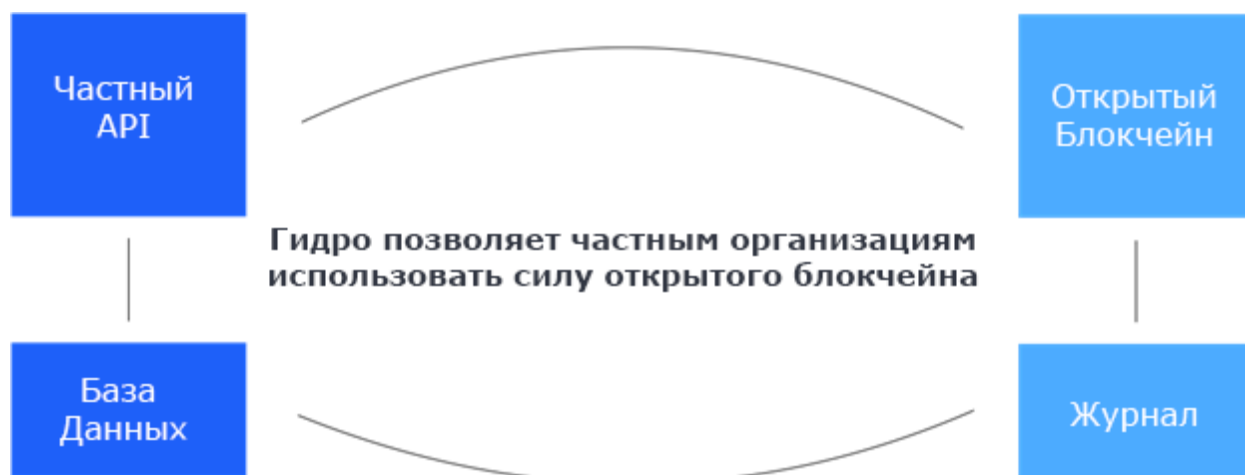 Частный
API
Открытый
Блокчейн
Гидро позволяет частным организациям
использовать силу открытого блокчейна
База
Данных
Журнал